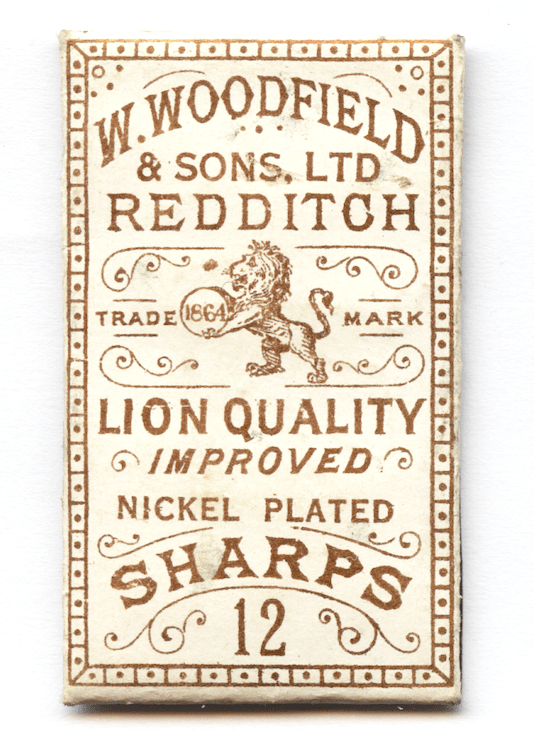 W. WOODFIELD
& SONS, LTD
REDDITCH
TRADE 1864 MARK
LION QUALITY
IMPROVED
NICKEL PLATED
SHARPS
12